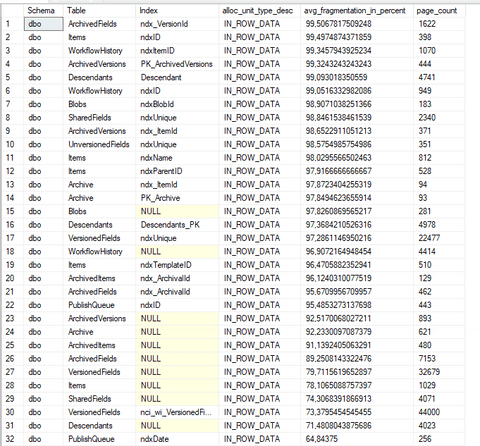 Schema Table Index alloc_unit_type_desc avg_fragmentation_in_percent page_count
1 dbo ArchivedFields ndx_VersionId IN_ROW_DATA 99.5067817509248 1622
2 dbo Items ndxID IN_ROW_DATA 99.4974874371859 398
3 dbo WorkflowHistory ndxItemID IN_ROW_DATA 99.3457943925234 1070
4 dbo ArchivedVersions PK_ArchivedVersions IN_ROW_DATA 99.3243243243243 444
5 dbo Descendants Descendant IN_ROW_DATA 99.093018350559 4741
6 dbo WorkflowHistory ndxID IN_ROW_DATA 99.0516332982086 949
7 dbo Blobs ndxBlobId IN_ROW_DATA 98.9071038251366 183
8 dbo SharedFields ndxUnique IN_ROW_DATA 98.8461538461539 2340
9 dbo ArchivedVersions ndx_ItemId IN_ROW_DATA 98.6522911051213 371
10 dbo UnversionedFields ndxUnique IN_ROW_DATA 98.5754985754986 351
11 dbo Items ndxName IN_ROW_DATA 98.0295566502463 812
12 dbo Items ndxParentID IN_ROW_DATA 97.9166666666667 528
13 dbo Archive ndx_ItemId IN_ROW_DATA 97.8723404255319 94
14 dbo Archive PK_Archive IN_ROW_DATA 97.8494623655914 93
15 dbo Blobs NULL IN_ROW_DATA 97.8260869565217 281
16 dbo Descendants Descendants_PK IN_ROW_DATA 97.3684210526316 4978
17 dbo VersionedFields ndxUnique IN_ROW_DATA 97.2861146950216 22477
18 dbo WorkflowHistory NULL IN_ROW_DATA 96.9072164948454 4414
19 dbo Items ndxTemplateID IN_ROW_DATA 96.4705882352941 510
20 dbo ArchivedItems ndx_ArchivalId IN_ROW_DATA 96.1240310077519 129
21 dbo ArchivedFields ndx_ArchivalId IN_ROW_DATA 95.6709956709957 462
22 dbo PublishQueue ndxID IN_ROW_DATA 95.4853273137698 443
23 dbo ArchivedVersions NULL IN_ROW_DATA 92.5170068027211 893
24 dbo Archive NULL IN_ROW_DATA 92.2330097087379 621
25 dbo ArchivedItems NULL IN_ROW_DATA 91.1392405063291 480
26 dbo ArchivedFields NULL IN_ROW_DATA 89.2508143322476 7153
27 dbo VersionedFields NULL IN_ROW_DATA 79.7115619652857 32679
28 dbo Items NULL IN_ROW_DATA 78.1065088757397 1029
29 dbo SharedFields NULL IN_ROW_DATA 74.3068391866913 4071
30 dbo VersionedFields nci_wi_VersionedFi... IN_ROW_DATA 73.3795454545455 44000
31 dbo Descendants NULL IN_ROW_DATA 71.4808043875686 4023
32 dbo PublishQueue ndxDate IN_ROW_DATA 64.84375 256